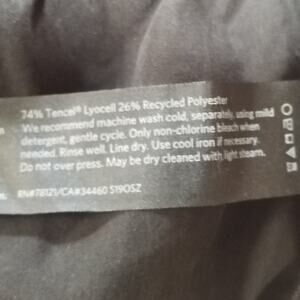 74% Tencel® Lyocell 26% Recycled Polyester
We recommend machine wash cold, separately, using mild
detergent, gentle cycle. Only non-chlorine bleach when
needed. Rinse well. Line dry. Use cool iron if necessary.
Do not over press. May be dry cleaned with light steam.
RN#78121/CA#34460 S19OSZ